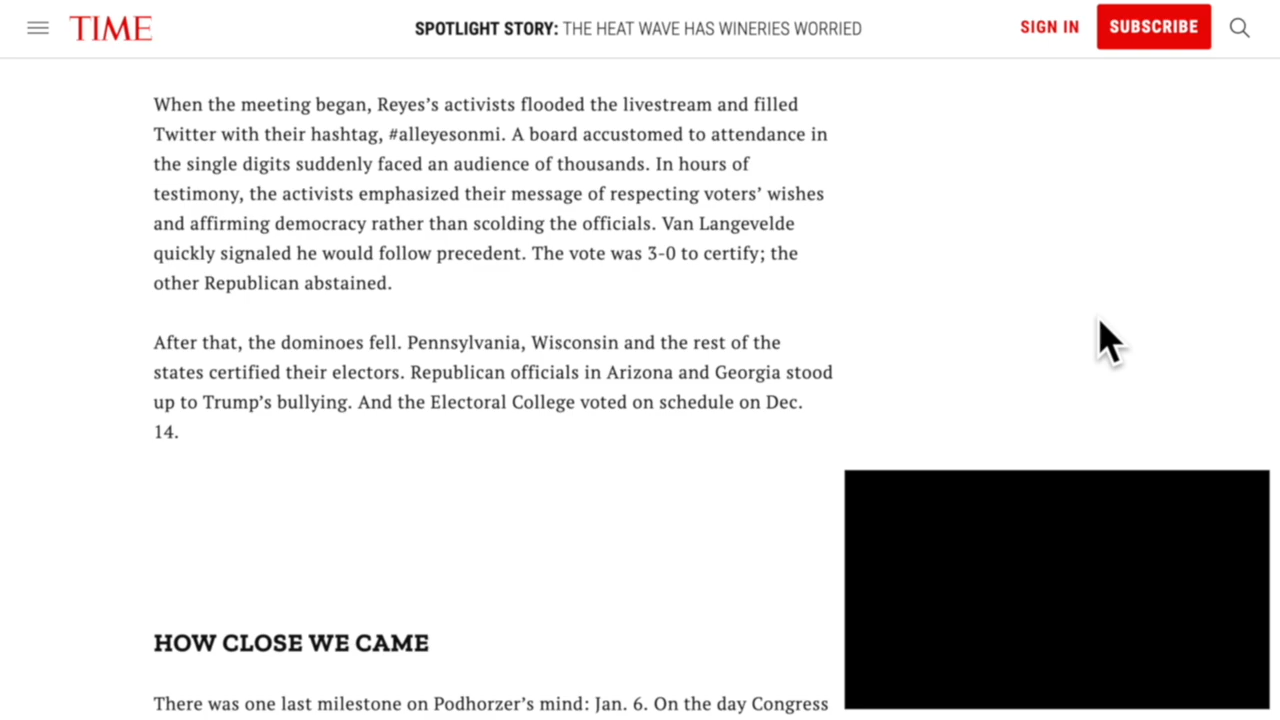 TIME
SPOTLIGHT STORY: THE HEAT WAVE HAS WINERIES WORRIED
SIGN IN
SUBSCRIBE
When the meeting began, Reyes’s activists flooded the livestream and filled
Twitter with their hashtag, #alleyesonmi. A board accustomed to attendance in
the single digits suddenly faced an audience of thousands. In hours of
testimony, the activists emphasized their message of respecting voters’ wishes
and affirming democracy rather than scolding the officials. Van Langevelde
quickly signaled he would follow precedent. The vote was 3-0 to certify; the
other Republican abstained.
After that, the dominoes fell. Pennsylvania, Wisconsin and the rest of the
states certified their electors. Republican officials in Arizona and Georgia stood
up to Trump’s bullying. And the Electoral College voted on schedule on Dec.
14.
HOW CLOSE WE CAME
There was one last milestone on Podhorzer’s mind: Jan. 6. On the day Congress